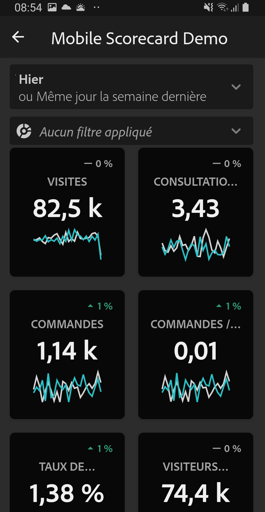 08:54
Mobile Scorecard Demo
Hier
ou Même jour la semaine dernière
Aucun filtre appliqué
0 %
VISITES
82,5 k
0 %
CONSULTATIO...
3,43
1 %
COMMANDES
1,14 k
1 %
COMMANDES /...
0,01
1 %
TAUX DE...
1,38 %
0 %
VISITEURS...
74,4 k